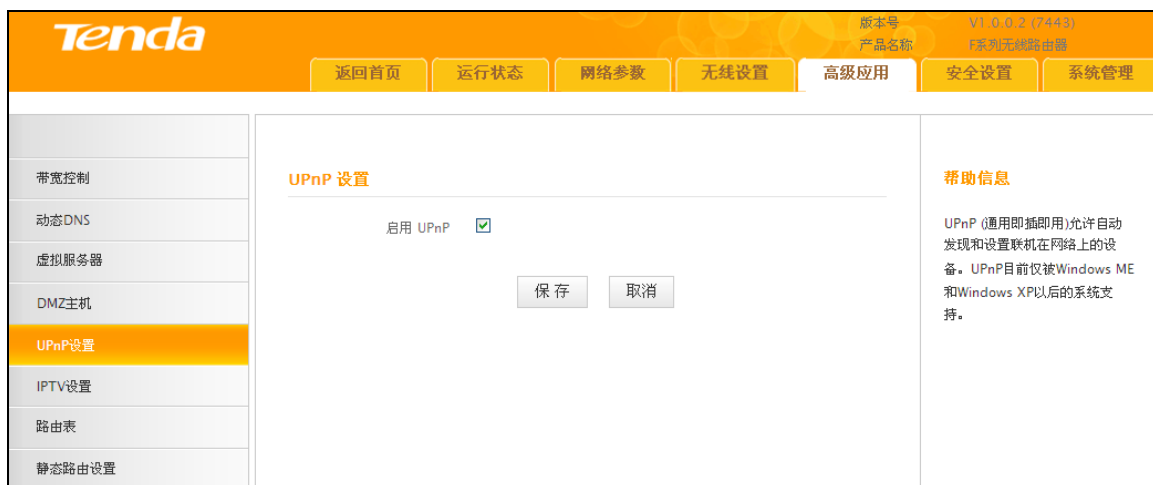 Tenda
版本号 V1.0.0.2 (7443)
产品名称 F系列无线路由器
返回首页 运行状态 网络参数 无线设置 高级应用 安全设置 系统管理
带宽控制
动态DNS
虚拟服务器
DMZ主机
UPnP设置
IPTV设置
路由表
静态路由设置
UPnP 设置
启用 UPnP
保存 取消
帮助信息
UPnP (通用即插即用)允许自动
发现和设置联机在网络上的设
备。UPnP目前仅被Windows ME
和Windows XP以后的系统支
持。